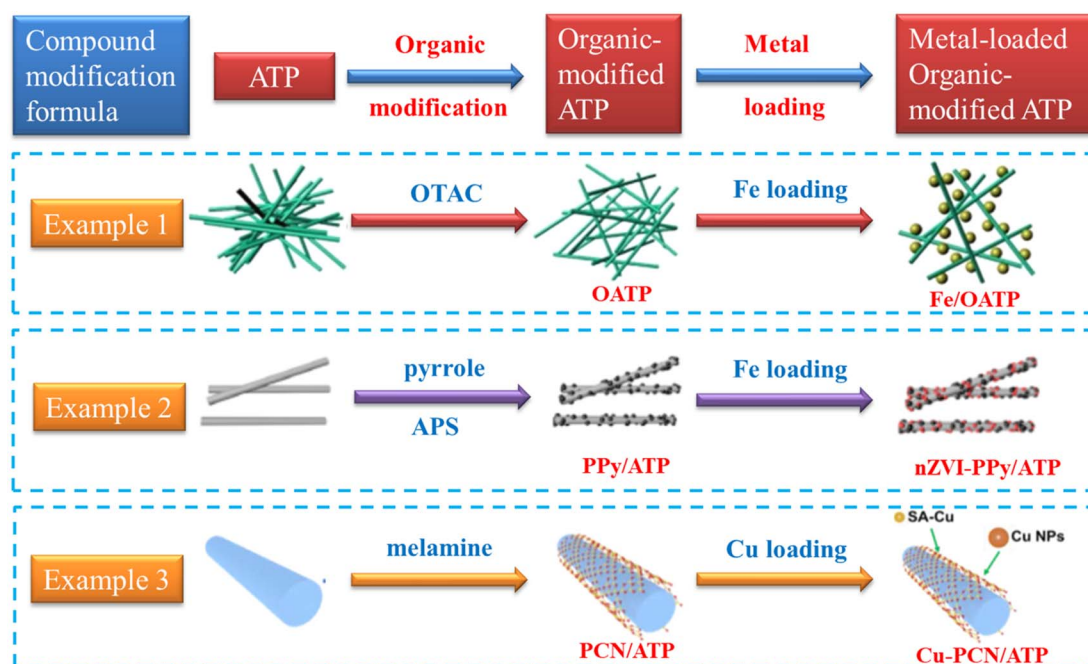 Compound
modification
formula
ATP
Organic
modification
Organic-
modified
ATP
Metal
loading
Metal-loaded
Organic-
modified ATP
Example 1
OTAC
OATP
Fe loading
Fe/OATP
Example 2
pyrrole
APS
PPy/ATP
Fe loading
nZVI-PPy/ATP
Example 3
melamine
PCN/ATP
Cu loading
SA-Cu
Cu NPs
Cu-PCN/ATP